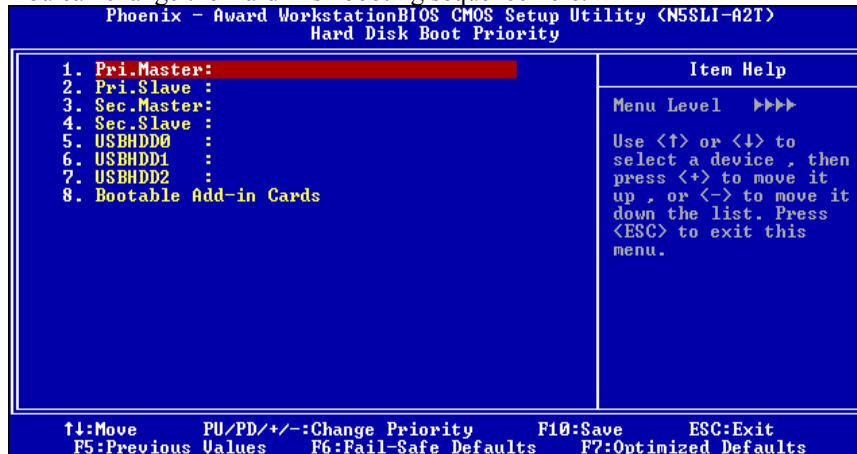 Phoenix - Award WorkstationBIOS CMOS Setup Utility <N5SLI-A2T>
Hard Disk Boot Priority
1. Pri.Master:
2. Pri.Slave :
3. Sec.Master:
4. Sec.Slave :
5. USBHDD0 :
6. USBHDD1 :
7. USBHDD2 :
8. Bootable Add-in Cards
Item Help
Menu Level ▶▶▶▶
Use <↑> or <↓> to
select a device , then
press <+> to move it
up , or <-> to move it
down the list. Press
<ESC> to exit this
menu.
↑↓:Move PU/PD/+/-:Change Priority F10:Save ESC:Exit
F5:Previous Values F6:Fail-Safe Defaults F7:Optimized Defaults